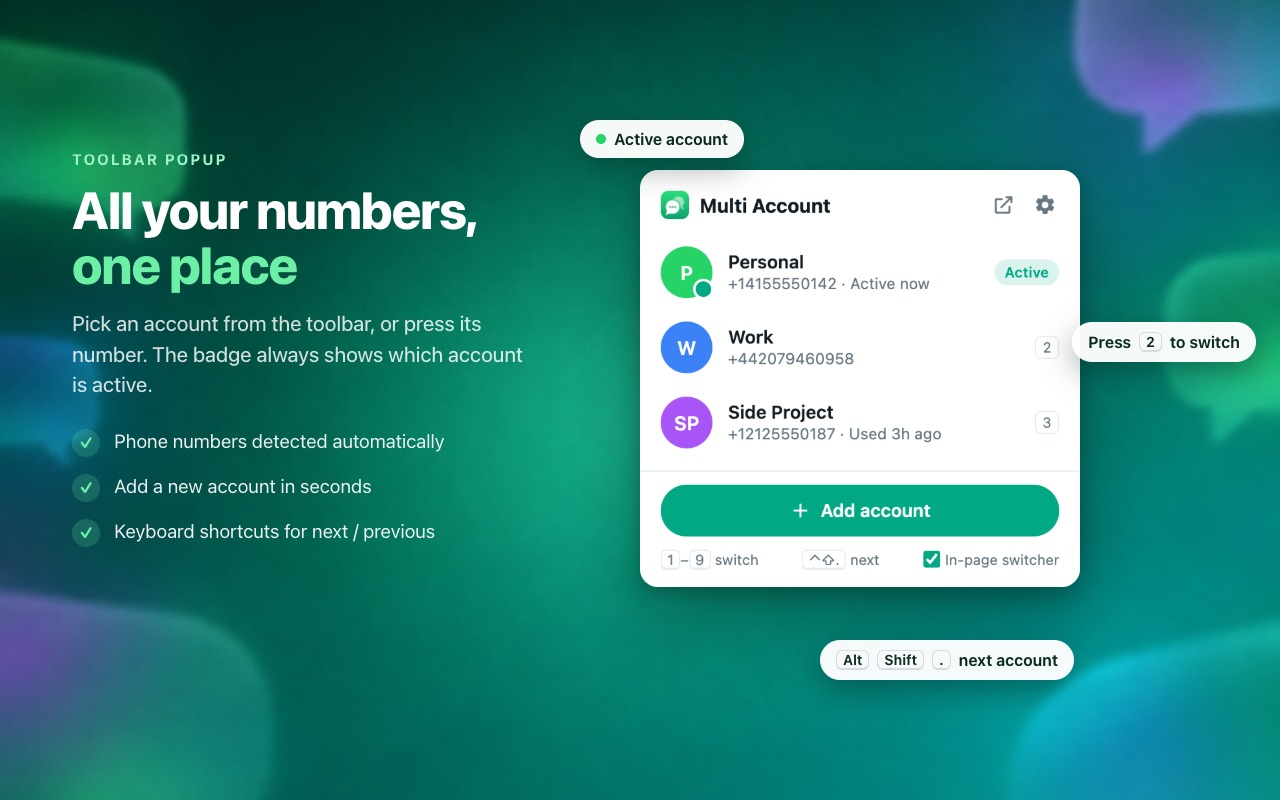 TOOLBAR POPUP
All your numbers,
one place
Pick an account from the toolbar, or press its
number. The badge always shows which account
is active.
Phone numbers detected automatically
Add a new account in seconds
Keyboard shortcuts for next / previous
Active account
Multi Account
P
Personal
+14155550142 · Active now
Active
W
Work
+442079460958
2
Press 2 to switch
SP
Side Project
+12125550187 · Used 3h ago
3
+ Add account
1 – 9 switch
^⇧. next
In-page switcher
Alt Shift . next account